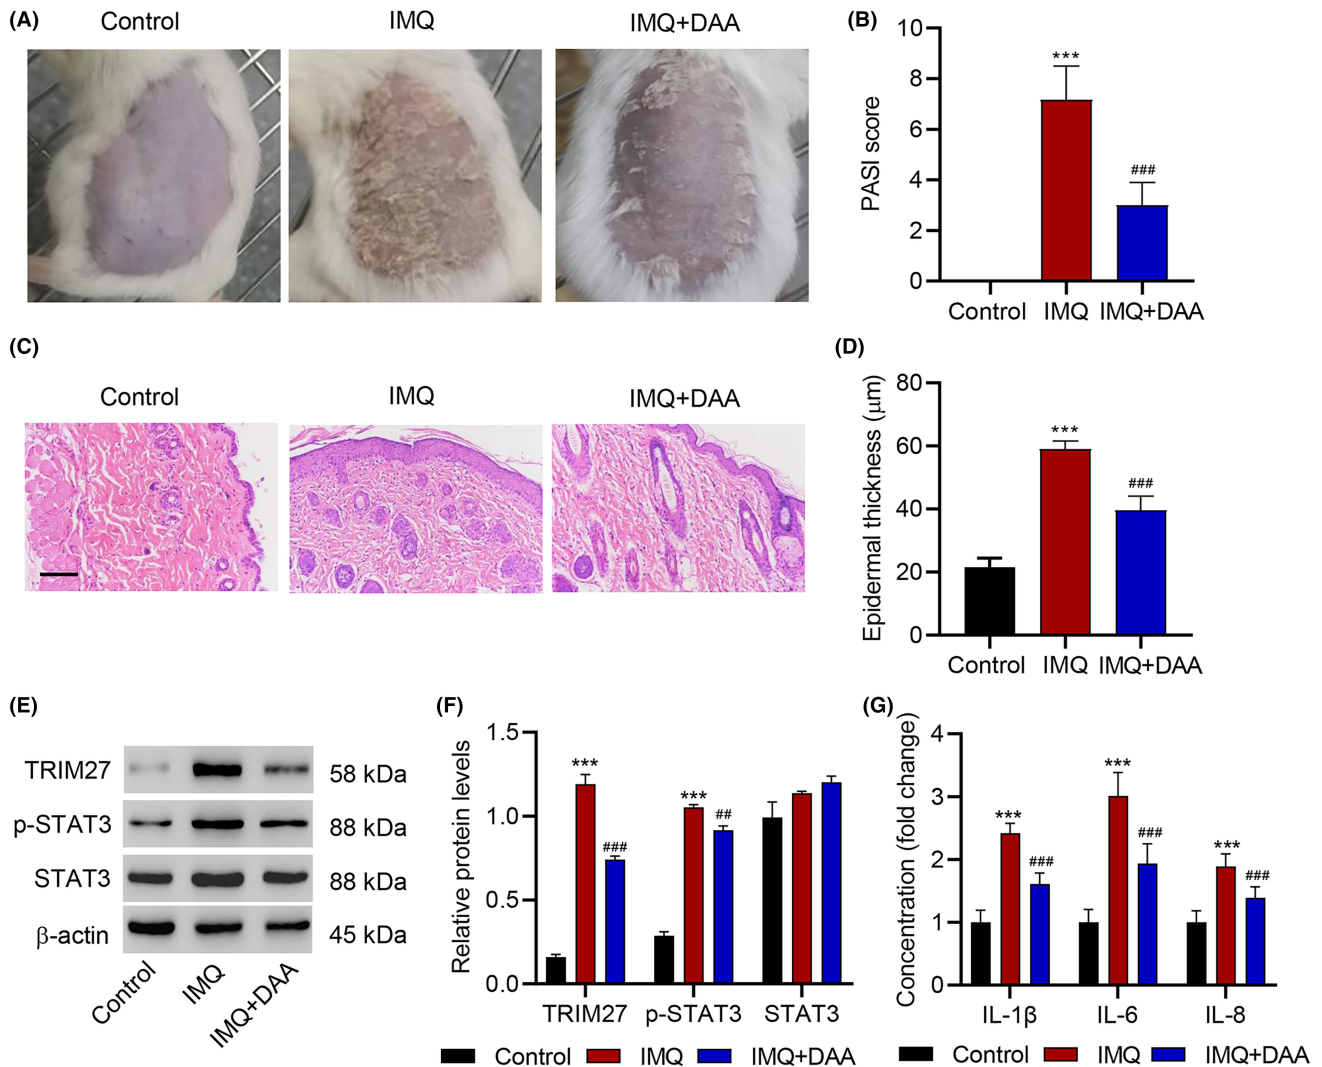 (A) Control IMQ IMQ+DAA
(B)
PASI score
10
8
6
4
2
0
***
###
Control IMQ IMQ+DAA
(C)
Control IMQ IMQ+DAA
(D)
Epidermal thickness (μm)
80
60
40
20
0
***
###
Control IMQ IMQ+DAA
(E)
TRIM27 58 kDa
p-STAT3 88 kDa
STAT3 88 kDa
β-actin 45 kDa
Control IMQ IMQ+DAA
(F)
Relative protein levels
1.5
1.0
0.5
0.0
***
###
***
##
TRIM27 p-STAT3 STAT3
Control IMQ IMQ+DAA
(G)
Concentration (fold change)
4
3
2
1
0
***
###
***
###
***
###
IL-1β IL-6 IL-8
Control IMQ IMQ+DAA